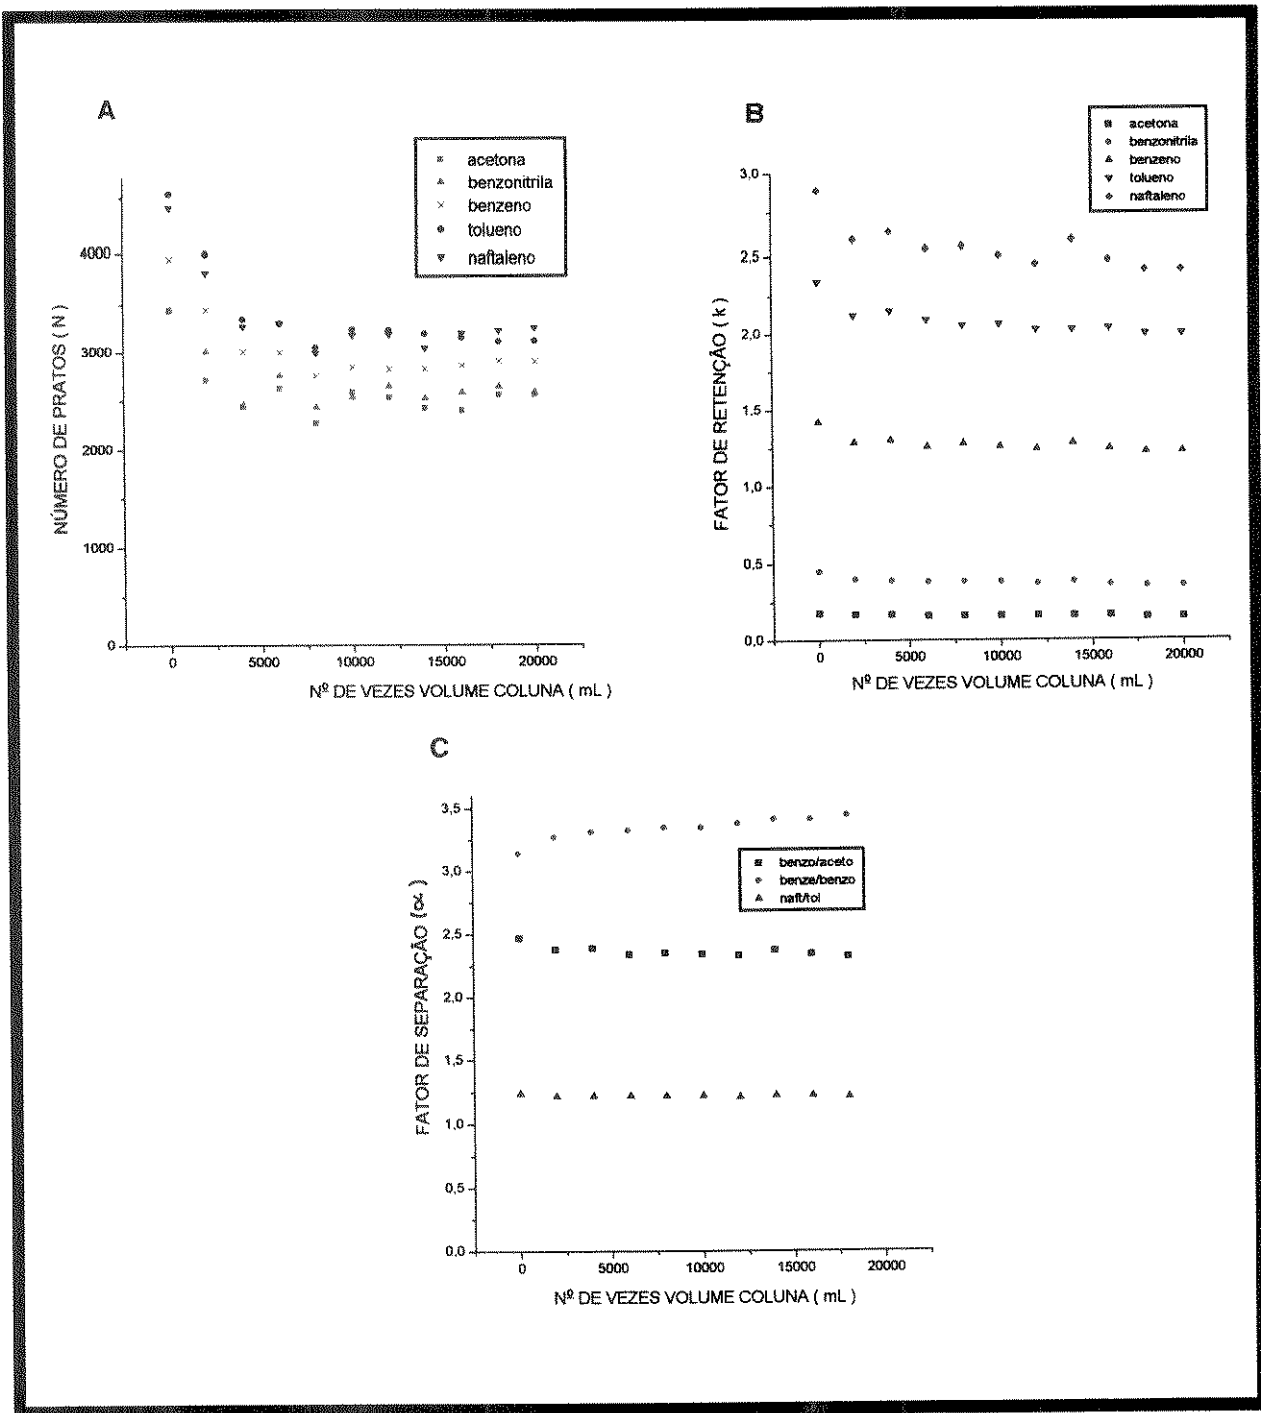 A
acetona
benzonitrila
benzeno
tolueno
naftaleno
NÚMERO DE PRATOS ( N )
4000
3000
2000
1000
0
0 5000 10000 15000 20000
Nº DE VEZES VOLUME COLUNA ( mL )
B
acetona
benzonitrila
benzeno
tolueno
naftaleno
FATOR DE RETENÇÃO ( k )
3,0
2,5
2,0
1,5
1,0
0,5
0,0
0 5000 10000 15000 20000
Nº DE VEZES VOLUME COLUNA ( mL )
C
benzo/aceto
benze/benzo
naft/tol
FATOR DE SEPARAÇÃO (α)
3,5
3,0
2,5
2,0
1,5
1,0
0,5
0,0
0 5000 10000 15000 20000
Nº DE VEZES VOLUME COLUNA ( mL )